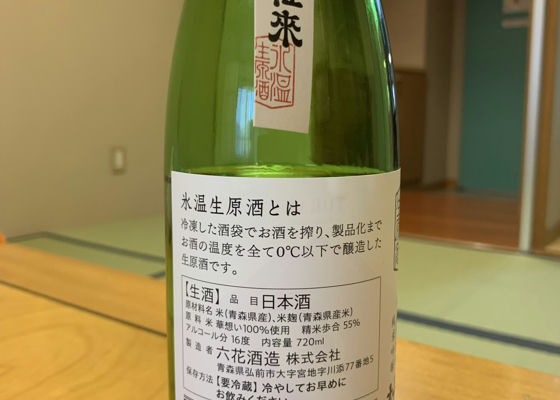 往来
氷温
生原酒
氷温生原酒とは
冷凍した酒袋でお酒を搾り、製品化まで
お酒の温度を全て0℃以下で醸造した
生原酒です。
【生酒】 品 目 日本酒
原材料名 米(青森県産)、米麹(青森県産米)
原 料 米 華想い100%使用 精米歩合 55%
アルコール分 16度 内容量 720ml
製 造 者 六花酒造 株式会社
青森県弘前市大字宮地字川添77番地5
保存方法【要冷蔵】冷やしてお早めに
お飲みください